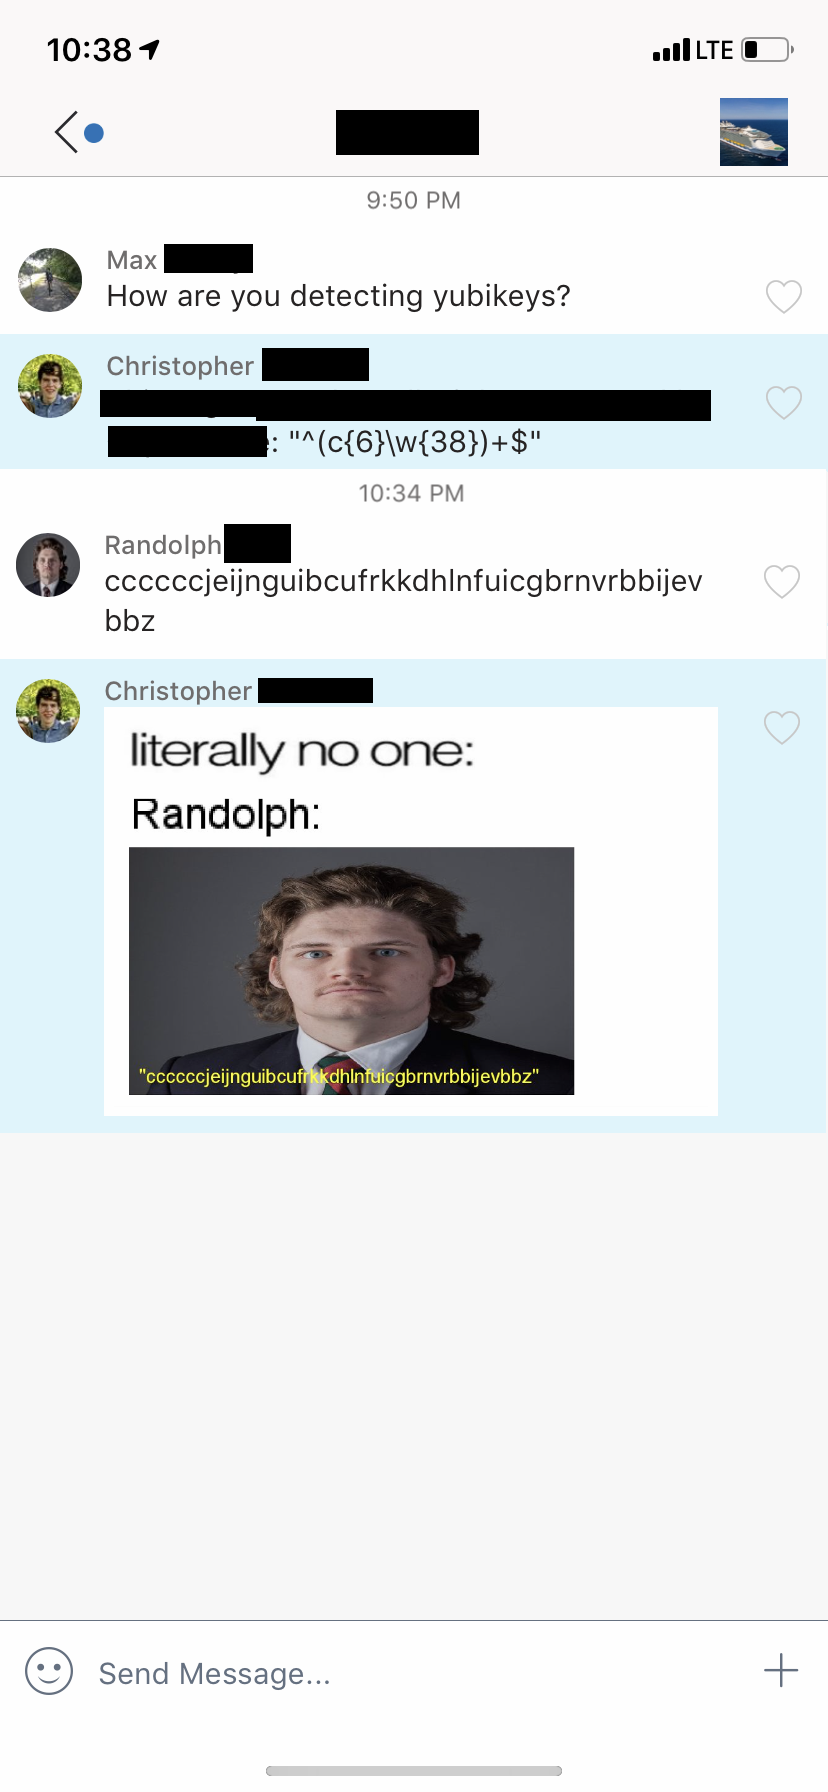 10:38
LTE
9:50 PM
Max
How are you detecting yubikeys?
Christopher
: "^(c{6}\w{38})+$"
10:34 PM
Randolph
ccccccjeijnguibcufrkkdhlnfuicgbrnvrbbijev
bbz
Christopher
literally no one:
Randolph:
"ccccccjeijnguibcufrkkdhlnfuicgbrnvrbbijevbbz"
Send Message...